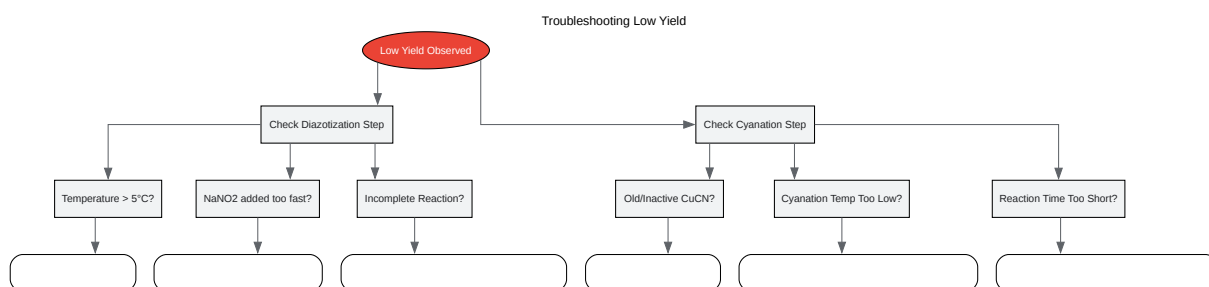 Troubleshooting Low Yield
Low Yield Observed
Check Diazotization Step
Check Cyanation Step
Temperature > 5°C?
NaNO2 added too fast?
Incomplete Reaction?
Old/Inactive CuCN?
Cyanation Temp Too Low?
Reaction Time Too Short?